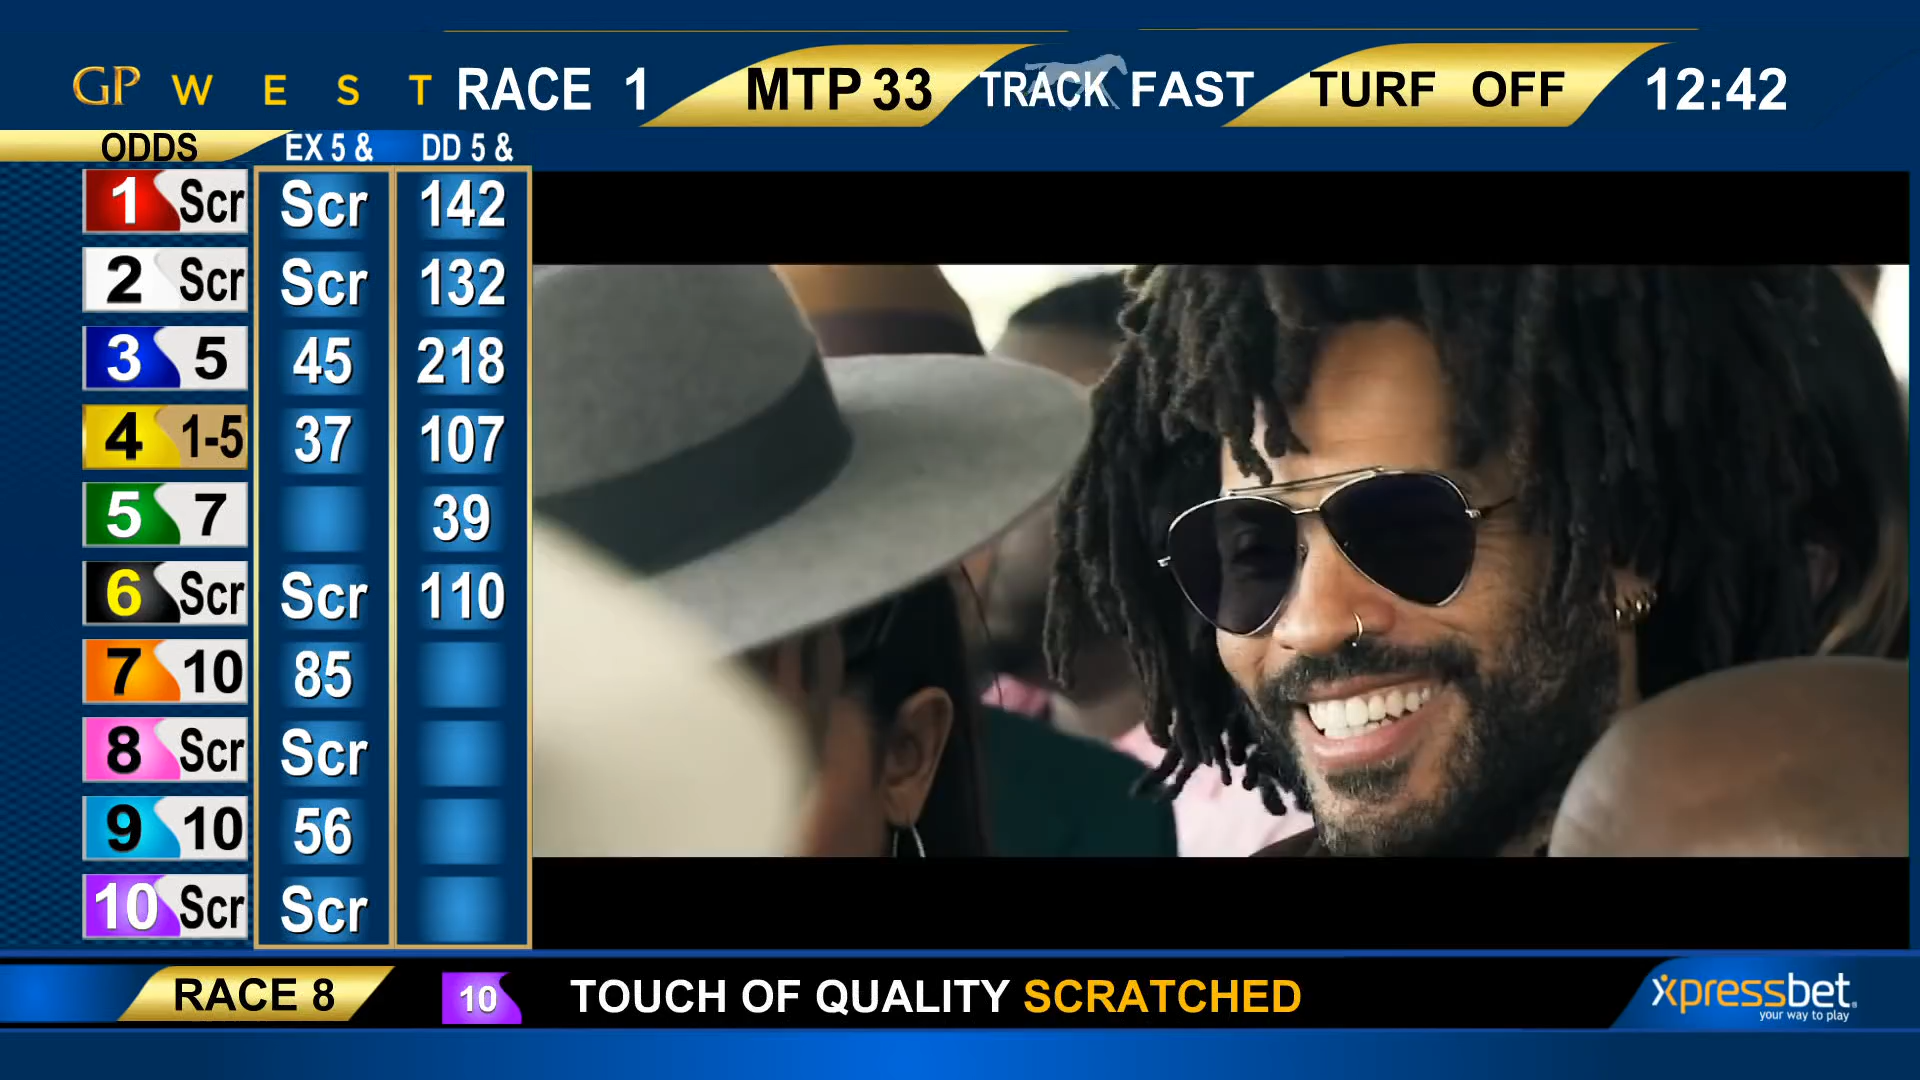 GP WEST RACE 1 MTP 33 TRACK FAST TURF OFF 12:42
ODDS EX 5 & DD 5 &
1 Scr Scr 142
2 Scr Scr 132
3 5 45 218
4 1-5 37 107
5 7 39
6 Scr Scr 110
7 10 85
8 Scr Scr
9 10 56
10 Scr Scr
RACE 8 10 TOUCH OF QUALITY SCRATCHED xpressbet
your way to play